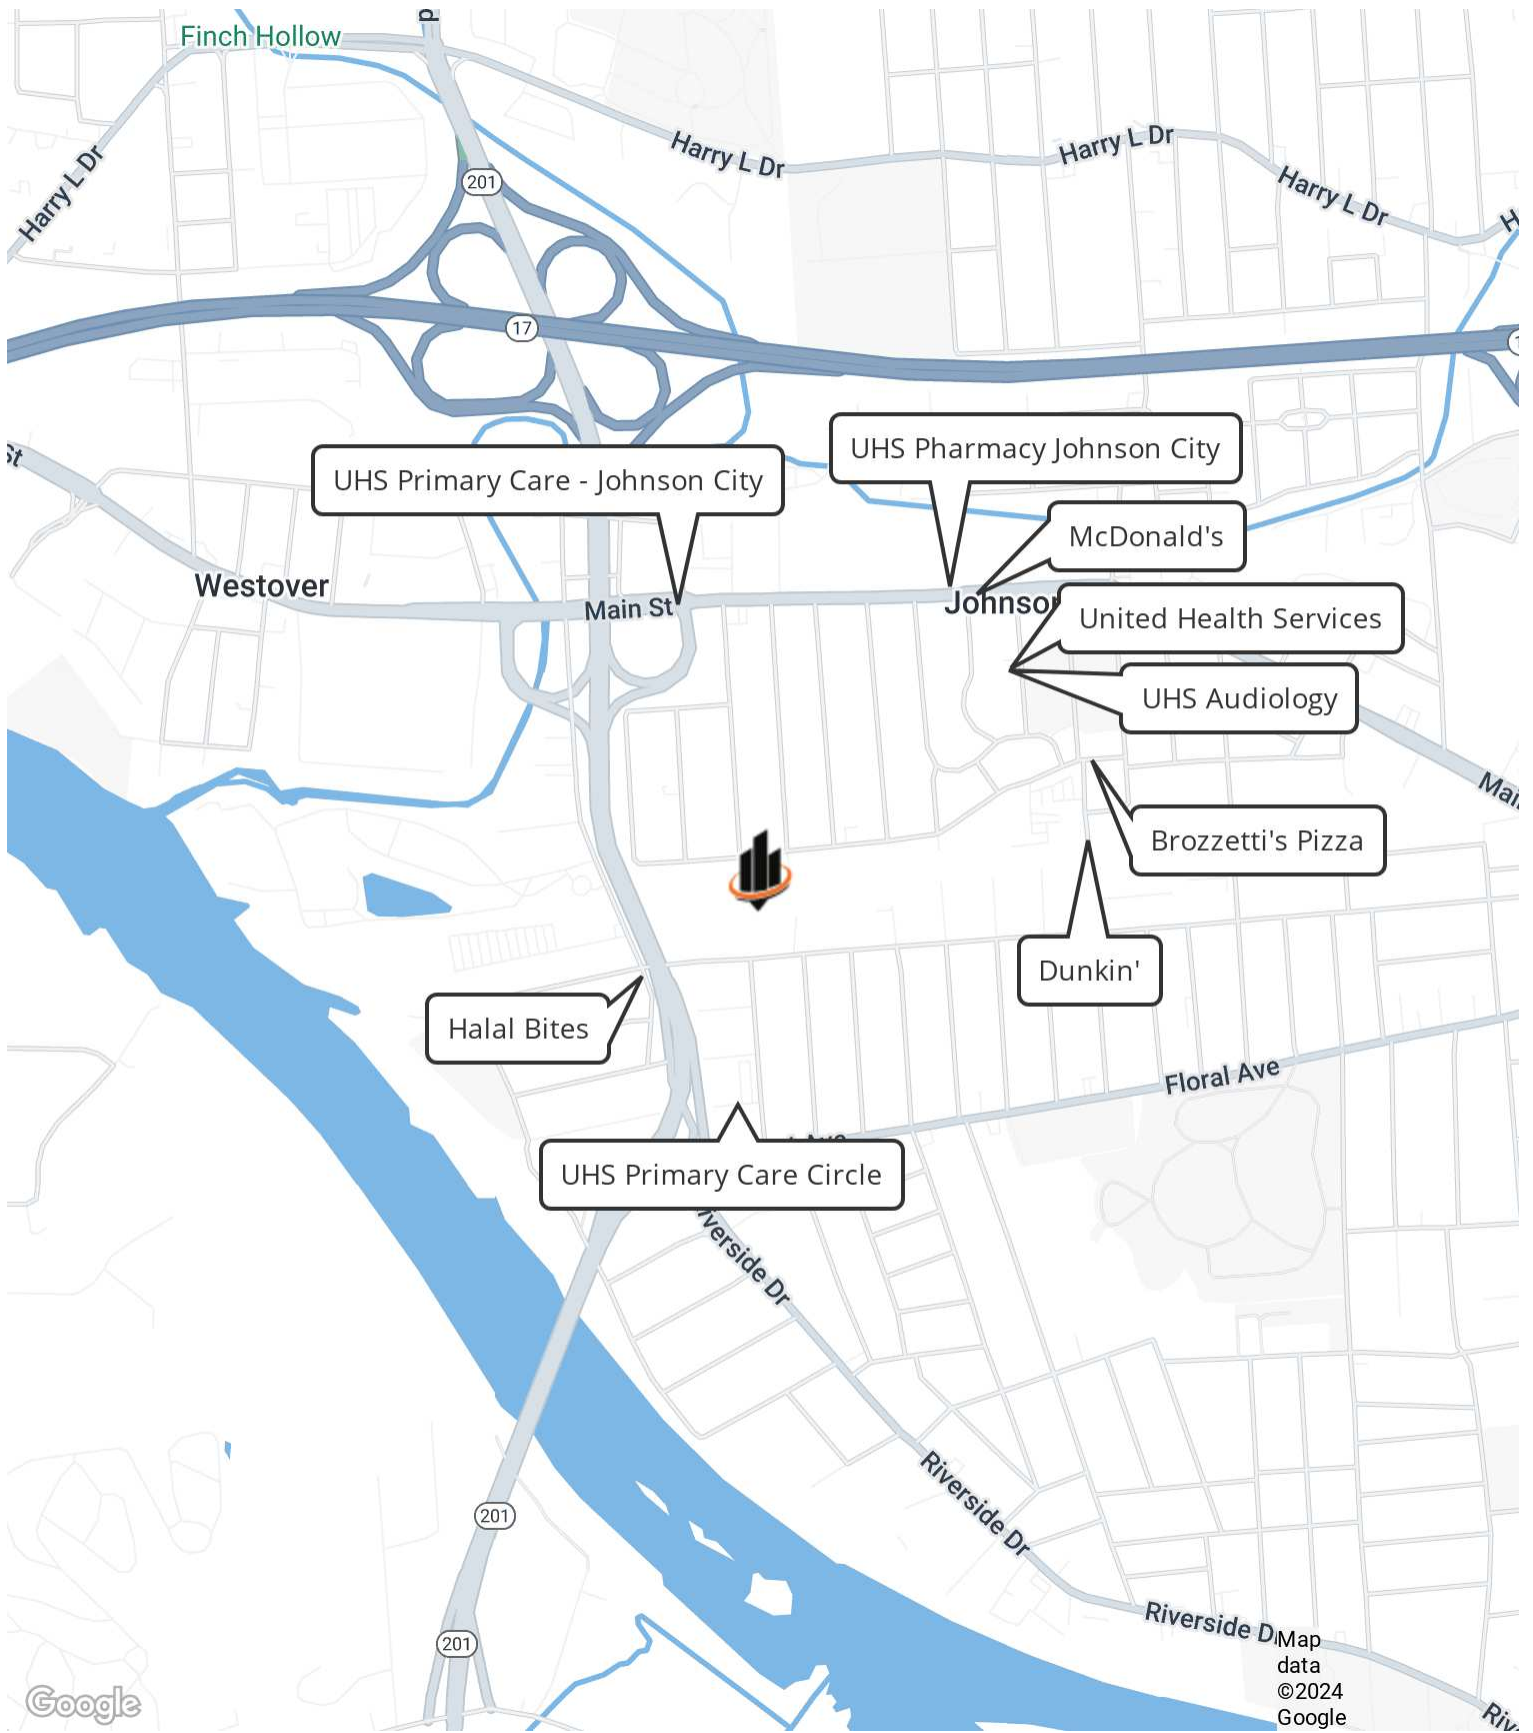 Finch Hollow
Harry L Dr
Harry L Dr
Harry L Dr
Harry L Dr
201
17
St
UHS Primary Care - Johnson City
UHS Pharmacy Johnson City
McDonald's
Westover
Main St
United Health Services
UHS Audiology
Brozzetti's Pizza
Dunkin'
Halal Bites
Floral Ave
UHS Primary Care Circle
Riverside Dr
201
Riverside Dr
201
Google
Map
data
©2024
Google